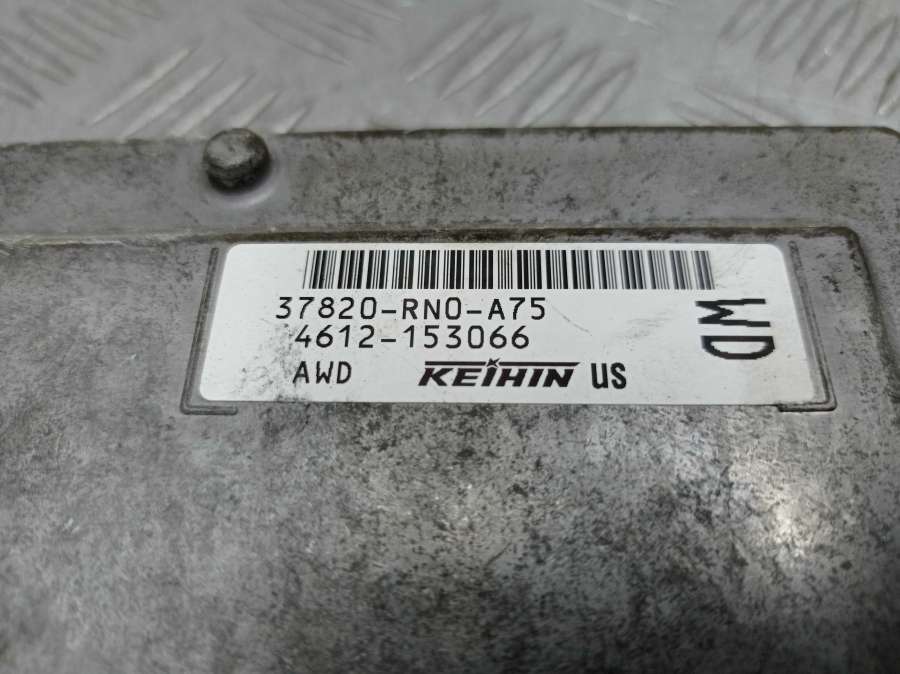 37820-RN0-A75
4612-153066
AWD KEIHIN US
WD